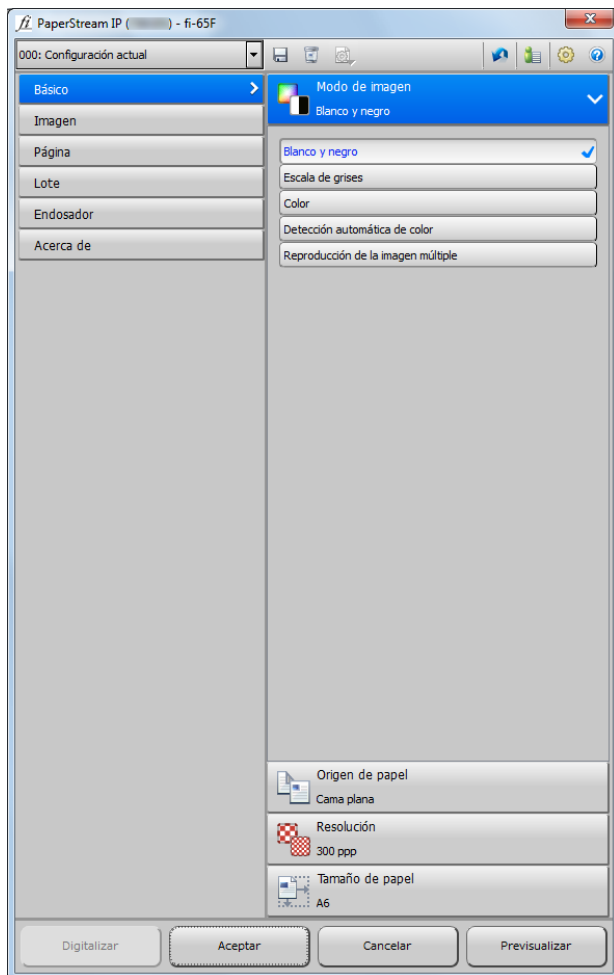 fi PaperStream IP ( ) - fi-65F
000: Configuración actual
Básico
Imagen
Página
Lote
Endosador
Acerca de
Modo de imagen
Blanco y negro
Blanco y negro
Escala de grises
Color
Detección automática de color
Reproducción de la imagen múltiple
Origen de papel
Cama plana
Resolución
300 ppp
Tamaño de papel
A6
Digitalizar
Aceptar
Cancelar
Previsualizar